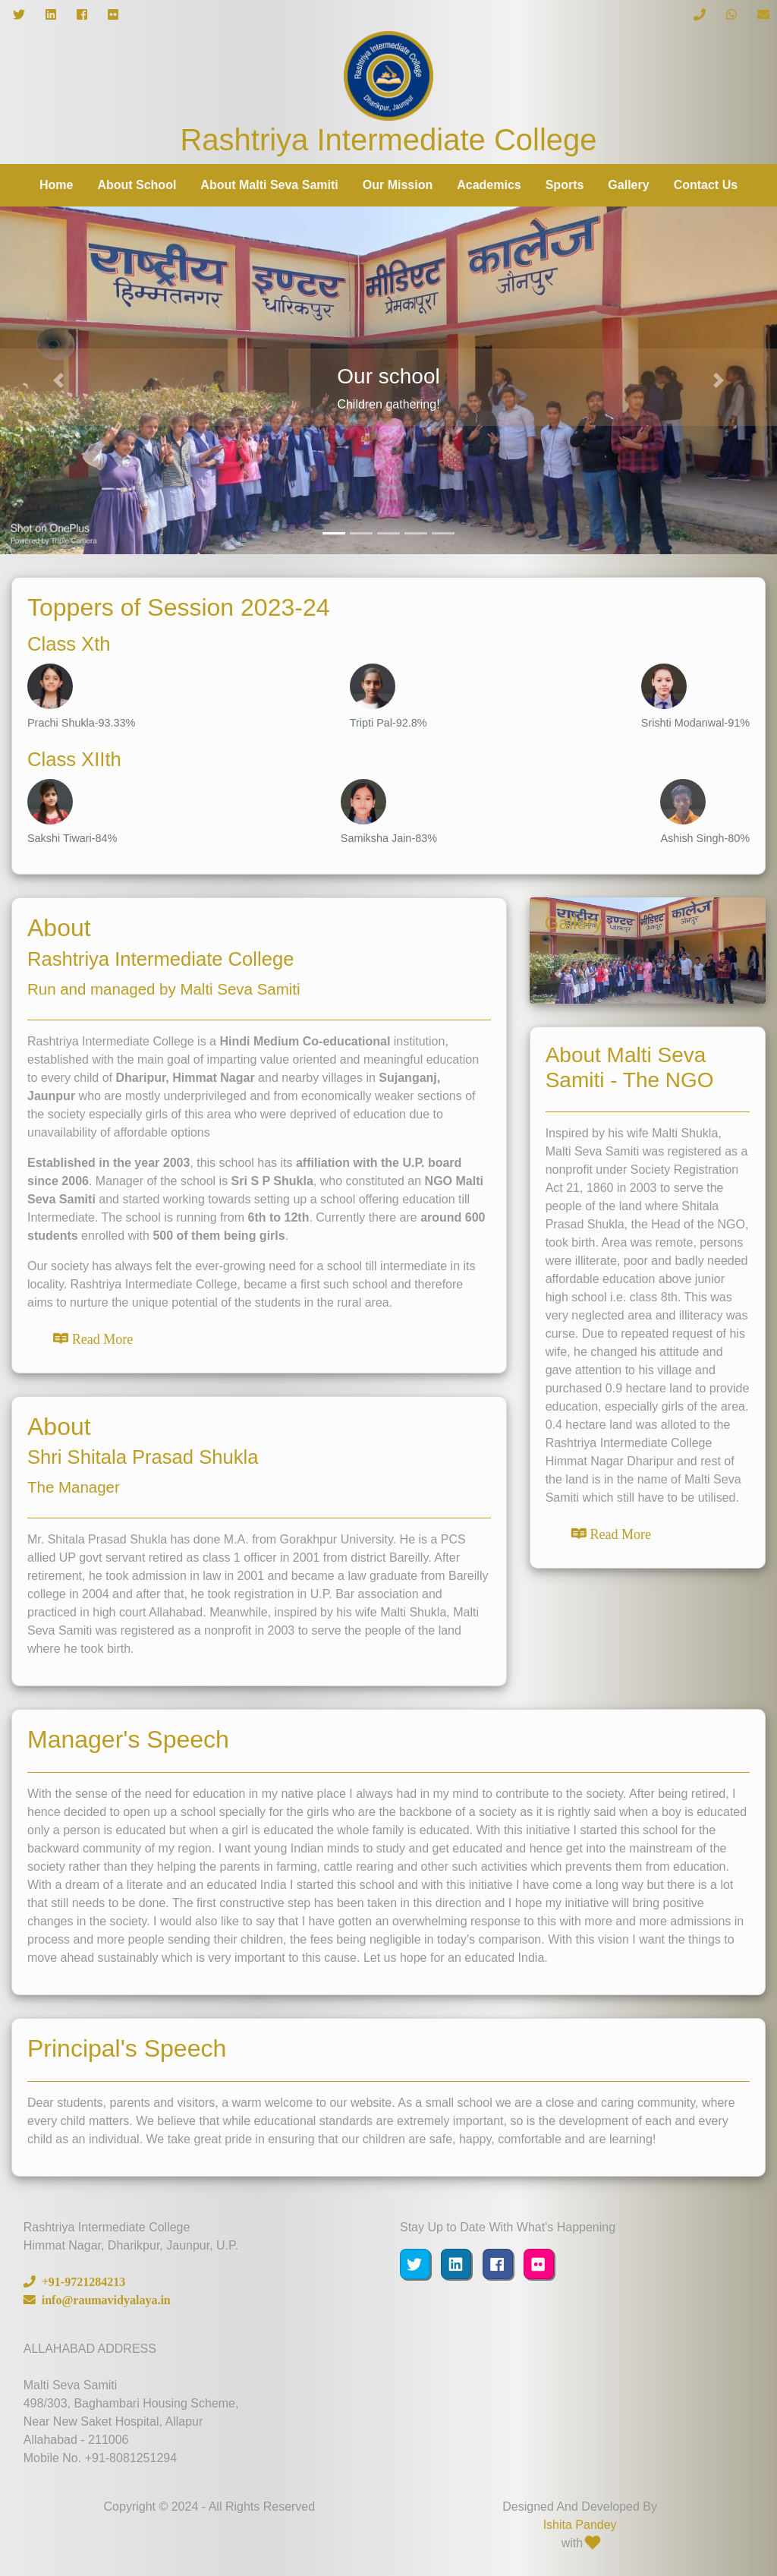 Rashtriya Intermediate College
Dharikpur, Jaunpur
Rashtriya Intermediate College
Home About School About Malti Seva Samiti Our Mission Academics Sports Gallery Contact Us
राष्ट्रीय इण्टर मीडिएट कालेज
हिम्मतनगर धारिकपुर प्रेमकापूरा जौनपुर
Our school
Children gathering!
Shot on OnePlus
Powered by Triple Camera
Toppers of Session 2023-24
Class Xth
Prachi Shukla-93.33% Tripti Pal-92.8% Srishti Modanwal-91%
Class XIIth
Sakshi Tiwari-84% Samiksha Jain-83% Ashish Singh-80%
About
Rashtriya Intermediate College
Run and managed by Malti Seva Samiti
Rashtriya Intermediate College is a Hindi Medium Co-educational institution,
established with the main goal of imparting value oriented and meaningful education
to every child of Dharipur, Himmat Nagar and nearby villages in Sujanganj,
Jaunpur who are mostly underprivileged and from economically weaker sections of
the society especially girls of this area who were deprived of education due to
unavailability of affordable options
Established in the year 2003, this school has its affiliation with the U.P. board
since 2006. Manager of the school is Sri S P Shukla, who constituted an NGO Malti
Seva Samiti and started working towards setting up a school offering education till
Intermediate. The school is running from 6th to 12th. Currently there are around 600
students enrolled with 500 of them being girls.
Our society has always felt the ever-growing need for a school till intermediate in its
locality. Rashtriya Intermediate College, became a first such school and therefore
aims to nurture the unique potential of the students in the rural area.
Read More
About
Shri Shitala Prasad Shukla
The Manager
Mr. Shitala Prasad Shukla has done M.A. from Gorakhpur University. He is a PCS
allied UP govt servant retired as class 1 officer in 2001 from district Bareilly. After
retirement, he took admission in law in 2001 and became a law graduate from Bareilly
college in 2004 and after that, he took registration in U.P. Bar association and
practiced in high court Allahabad. Meanwhile, inspired by his wife Malti Shukla, Malti
Seva Samiti was registered as a nonprofit in 2003 to serve the people of the land
where he took birth.
राष्ट्रीय इण्टर मीडिएट कालेज
Gallery
About Malti Seva
Samiti - The NGO
Inspired by his wife Malti Shukla,
Malti Seva Samiti was registered as a
nonprofit under Society Registration
Act 21, 1860 in 2003 to serve the
people of the land where Shitala
Prasad Shukla, the Head of the NGO,
took birth. Area was remote, persons
were illiterate, poor and badly needed
affordable education above junior
high school i.e. class 8th. This was
very neglected area and illiteracy was
curse. Due to repeated request of his
wife, he changed his attitude and
gave attention to his village and
purchased 0.9 hectare land to provide
education, especially girls of the area.
0.4 hectare land was alloted to the
Rashtriya Intermediate College
Himmat Nagar Dharipur and rest of
the land is in the name of Malti Seva
Samiti which still have to be utilised.
Read More
Manager's Speech
With the sense of the need for education in my native place I always had in my mind to contribute to the society. After being retired, I
hence decided to open up a school specially for the girls who are the backbone of a society as it is rightly said when a boy is educated
only a person is educated but when a girl is educated the whole family is educated. With this initiative I started this school for the
backward community of my region. I want young Indian minds to study and get educated and hence get into the mainstream of the
society rather than they helping the parents in farming, cattle rearing and other such activities which prevents them from education.
With a dream of a literate and an educated India I started this school and with this initiative I have come a long way but there is a lot
that still needs to be done. The first constructive step has been taken in this direction and I hope my initiative will bring positive
changes in the society. I would also like to say that I have gotten an overwhelming response to this with more and more admissions in
process and more people sending their children, the fees being negligible in today's comparison. With this vision I want the things to
move ahead sustainably which is very important to this cause. Let us hope for an educated India.
Principal's Speech
Dear students, parents and visitors, a warm welcome to our website. As a small school we are a close and caring community, where
every child matters. We believe that while educational standards are extremely important, so is the development of each and every
child as an individual. We take great pride in ensuring that our children are safe, happy, comfortable and are learning!
Rashtriya Intermediate College
Himmat Nagar, Dharikpur, Jaunpur, U.P.
+91-9721284213
info@raumavidyalaya.in
Stay Up to Date With What's Happening
ALLAHABAD ADDRESS
Malti Seva Samiti
498/303, Baghambari Housing Scheme,
Near New Saket Hospital, Allapur
Allahabad - 211006
Mobile No. +91-8081251294
Copyright © 2024 - All Rights Reserved
Designed And Developed By
Ishita Pandey
with